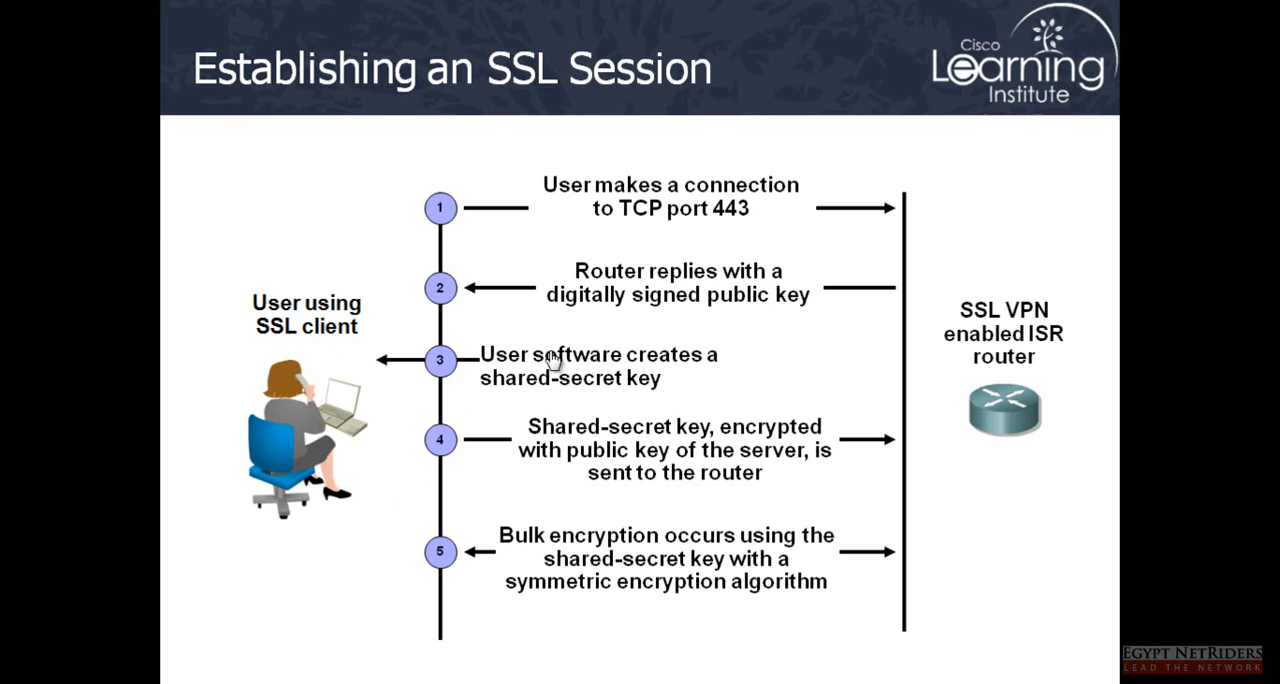 Establishing an SSL Session
Cisco
Learning
Institute
1
User makes a connection
to TCP port 443
2
Router replies with a
digitally signed public key
User using
SSL client
SSL VPN
enabled ISR
router
3
User software creates a
shared-secret key
4
Shared-secret key, encrypted
with public key of the server, is
sent to the router
5
Bulk encryption occurs using the
shared-secret key with a
symmetric encryption algorithm
EGYPT NETRIDERS
LEAD THE NETWORK